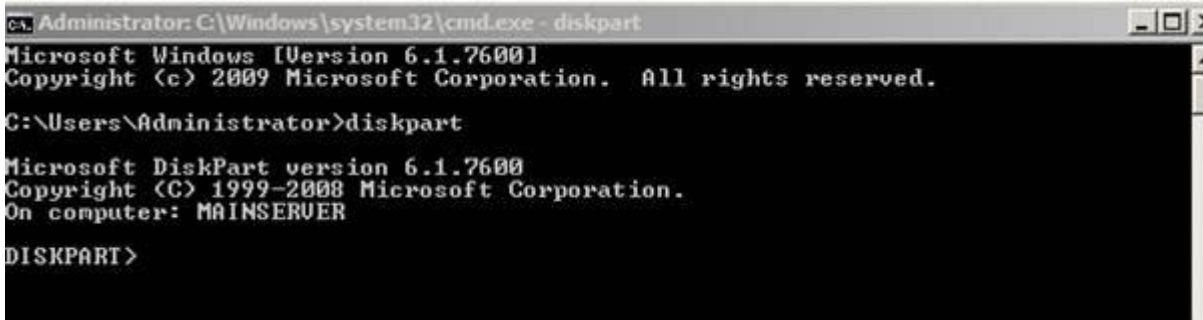 Administrator: C:\Windows\system32\cmd.exe - diskpart
Microsoft Windows [Version 6.1.7600]
Copyright (c) 2009 Microsoft Corporation.  All rights reserved.
C:\Users\Administrator>diskpart
Microsoft DiskPart version 6.1.7600
Copyright (C) 1999-2008 Microsoft Corporation.
On computer: MAINSERVER
DISKPART>